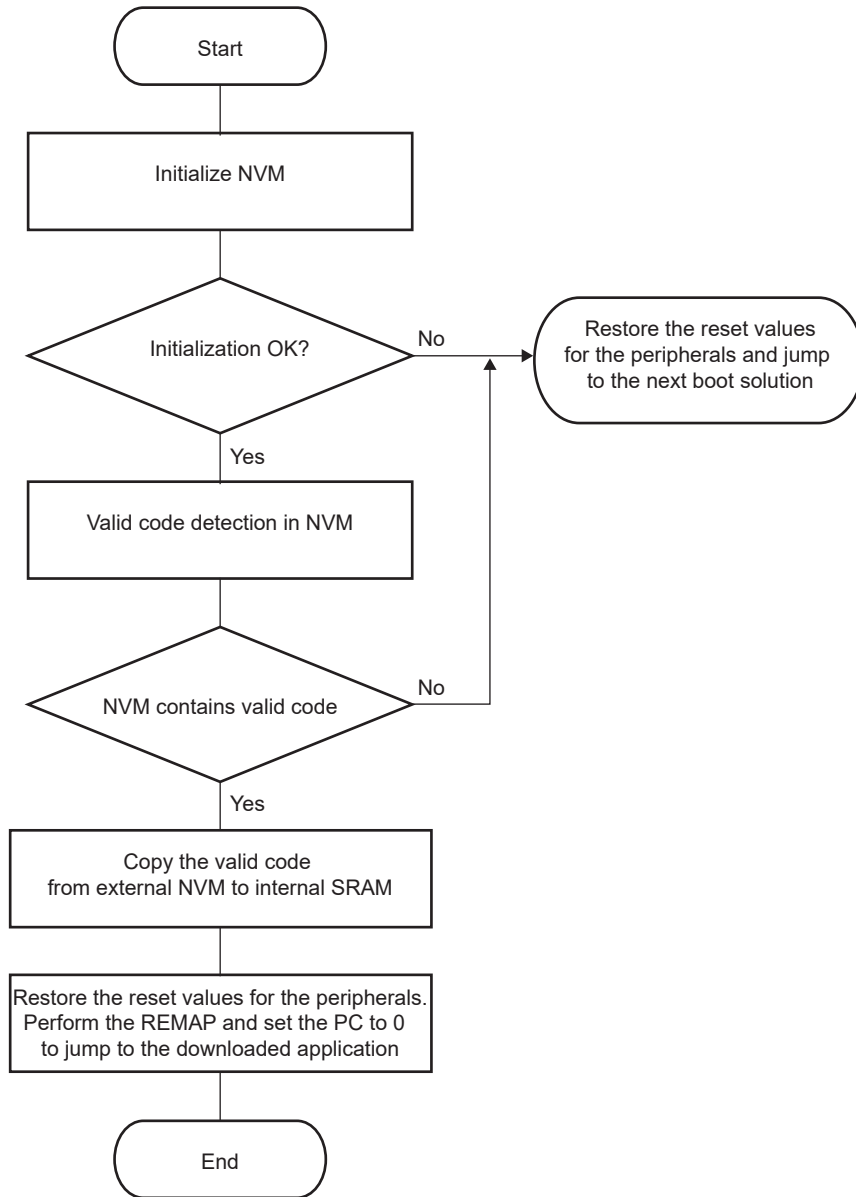 Start
Initialize NVM
Initialization OK?
No
Restore the reset values
for the peripherals and jump
to the next boot solution
Yes
Valid code detection in NVM
NVM contains valid code
No
Yes
Copy the valid code
from external NVM to internal SRAM
Restore the reset values for the peripherals.
Perform the REMAP and set the PC to 0
to jump to the downloaded application
End